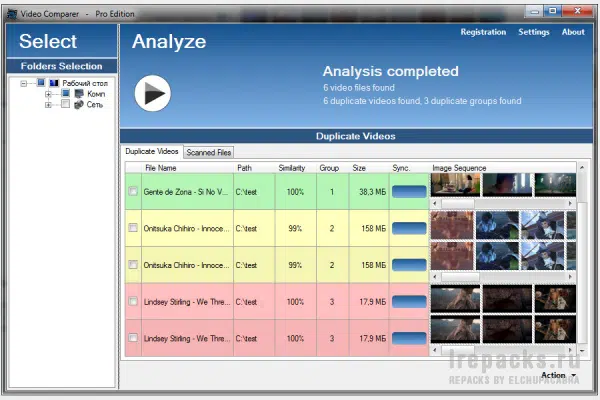 Video Comparer - Pro Edition
Select
Folders Selection
Рабочий стол
Комп
Сеть
Analyze
Registration Settings About
Analysis completed
6 video files found
6 duplicate videos found, 3 duplicate groups found
Duplicate Videos
Duplicate Videos Scanned Files
File Name Path Similarity Group Size Sync. Image Sequence
Gente de Zona - Si No V... C:\test 100% 1 38,3 МБ
Onitsuka Chihiro - Innoce... C:\test 99% 2 158 МБ
Onitsuka Chihiro - Innoce... C:\test 99% 2 158 МБ
Lindsey Stirling - We Thre... C:\test 100% 3 17,9 МБ
Lindsey Stirling - We Thre... C:\test 100% 3 17,9 МБ
lrepacks.ru
Action
REPACKS BY ELCHUPACABRA